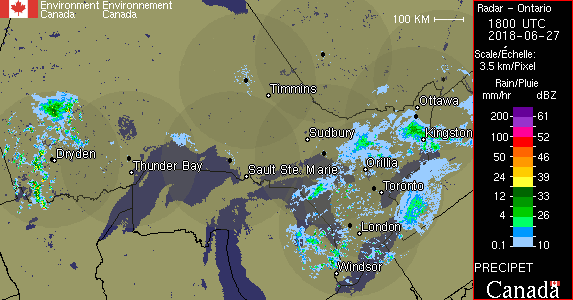 Environment Environnement
Canada Canada
100 KM
Timmins
Ottawa
Sudbury
Kingston
Dryden
Thunder Bay
Sault Ste. Marie
Orillia
Toronto
London
Windsor
Radar - Ontario
1800 UTC
2018-06-27
Scale/Échelle:
3.5 km/Pixel
Rain/Pluie
mm/hr dBZ
200 61
100 52
50 46
24 39
12 33
4 26
0.1 10
PRECIPET
Canada